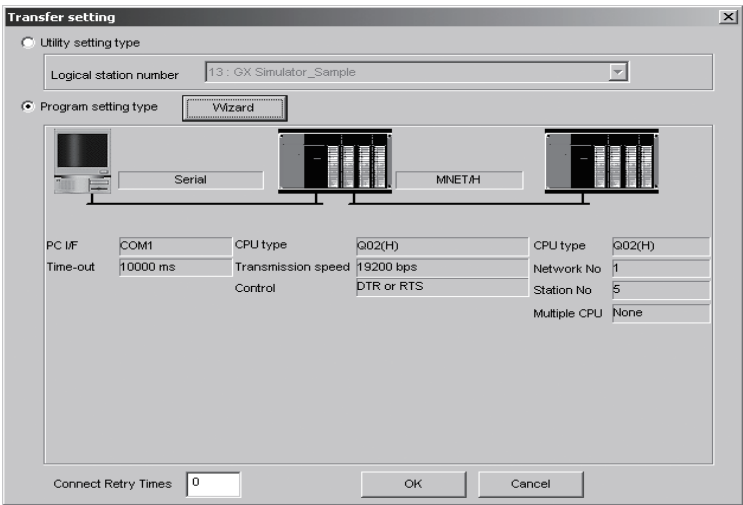 Transfer setting
Utility setting type
Logical station number 13 : GX Simulator_Sample
Program setting type Wizard
Serial MNET/H
PC I/F COM1 CPU type Q02(H) CPU type Q02(H)
Time-out 10000 ms Transmission speed 19200 bps Network No 1
Control DTR or RTS Station No 5
Multiple CPU None
Connect Retry Times 0 OK Cancel